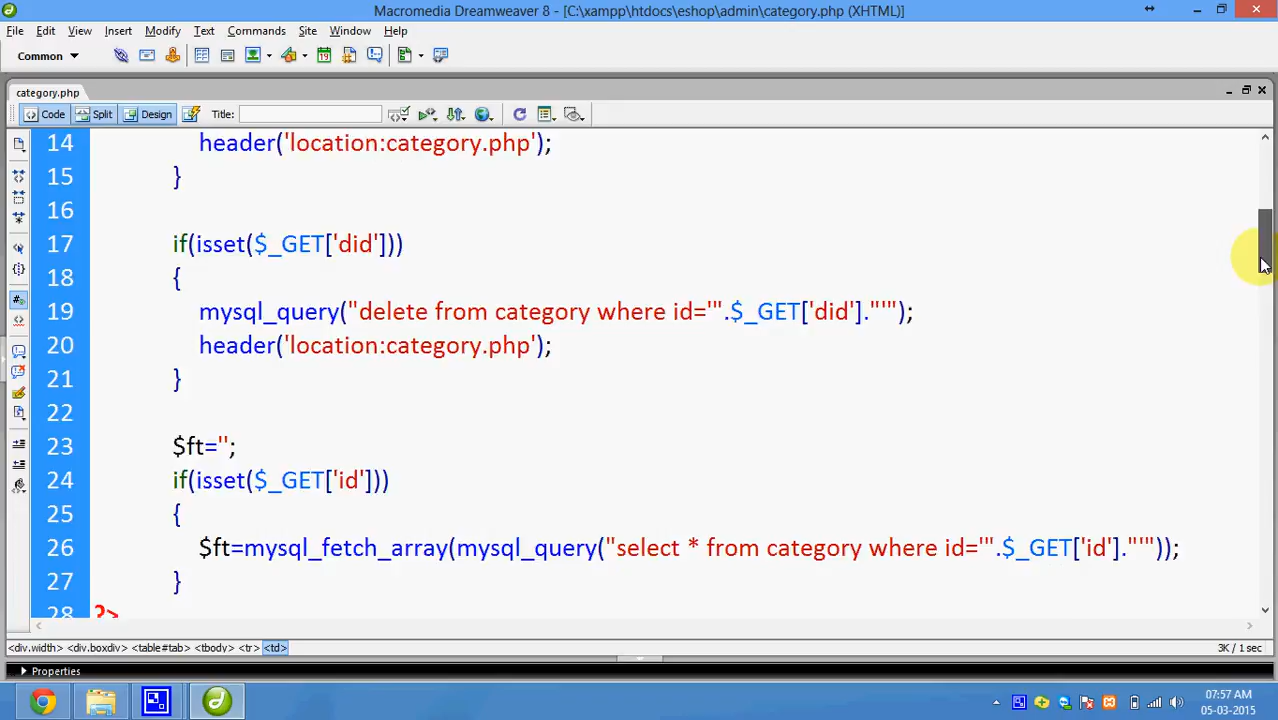 Macromedia Dreamweaver 8 - [C:\xampp\htdocs\eshop\admin\category.php (XHTML)]
File Edit View Insert Modify Text Commands Site Window Help
Common
category.php
Code Split Design Title:
14 header('location:category.php');
15 }
16
17 if(isset($_GET['did']))
18 {
19 mysql_query("delete from category where id='".$_GET['did']."'");
20 header('location:category.php');
21 }
22
23 $ft='';
24 if(isset($_GET['id']))
25 {
26 $ft=mysql_fetch_array(mysql_query("select * from category where id='".$_GET['id']."'"));
27 }
28 ?>
<div.width> <div.boxdiv> <table#tab> <tbody> <tr> <td> 3K / 1 sec
Properties
07:57 AM
05-03-2015